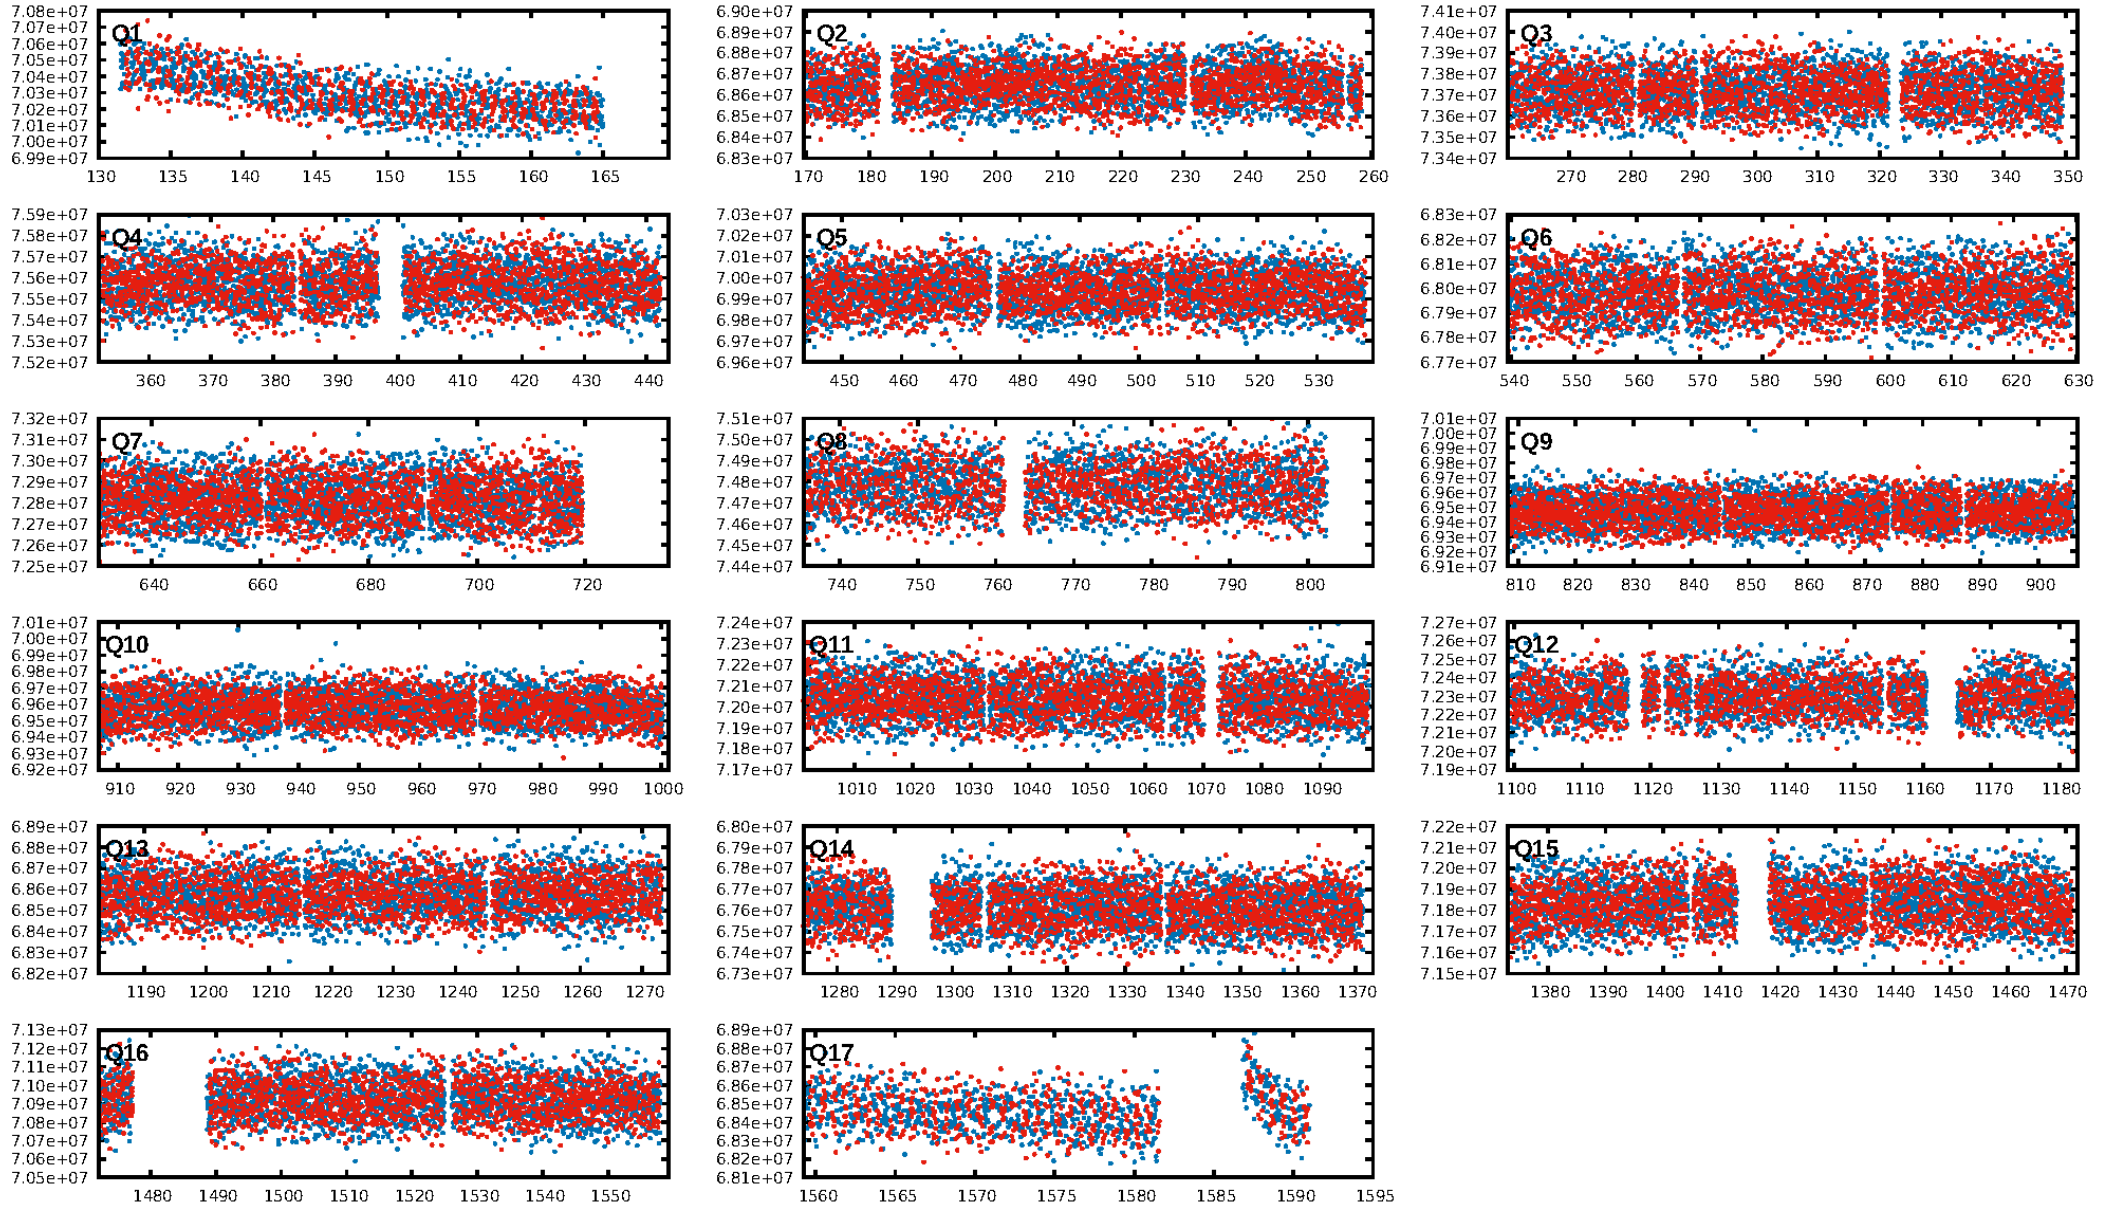 Q1
7.08e+07
7.07e+07
7.06e+07
7.05e+07
7.04e+07
7.03e+07
7.02e+07
7.01e+07
7.00e+07
6.99e+07
130 135 140 145 150 155 160 165
Q2
6.90e+07
6.89e+07
6.88e+07
6.87e+07
6.86e+07
6.85e+07
6.84e+07
6.83e+07
170 180 190 200 210 220 230 240 250 260
Q3
7.41e+07
7.40e+07
7.39e+07
7.38e+07
7.37e+07
7.36e+07
7.35e+07
7.34e+07
270 280 290 300 310 320 330 340 350
Q4
7.59e+07
7.58e+07
7.57e+07
7.56e+07
7.55e+07
7.54e+07
7.53e+07
7.52e+07
360 370 380 390 400 410 420 430 440
Q5
7.03e+07
7.02e+07
7.01e+07
7.00e+07
6.99e+07
6.98e+07
6.97e+07
6.96e+07
450 460 470 480 490 500 510 520 530
Q6
6.83e+07
6.82e+07
6.81e+07
6.80e+07
6.79e+07
6.78e+07
6.77e+07
540 550 560 570 580 590 600 610 620 630
Q7
7.32e+07
7.31e+07
7.30e+07
7.29e+07
7.28e+07
7.27e+07
7.26e+07
7.25e+07
640 660 680 700 720
Q8
7.51e+07
7.50e+07
7.49e+07
7.48e+07
7.47e+07
7.46e+07
7.45e+07
7.44e+07
740 750 760 770 780 790 800
Q9
7.01e+07
7.00e+07
6.99e+07
6.98e+07
6.97e+07
6.96e+07
6.95e+07
6.94e+07
6.93e+07
6.92e+07
6.91e+07
810 820 830 840 850 860 870 880 890 900
Q10
7.01e+07
7.00e+07
6.99e+07
6.98e+07
6.97e+07
6.96e+07
6.95e+07
6.94e+07
6.93e+07
6.92e+07
910 920 930 940 950 960 970 980 990 1000
Q11
7.24e+07
7.23e+07
7.22e+07
7.21e+07
7.20e+07
7.19e+07
7.18e+07
7.17e+07
1010 1020 1030 1040 1050 1060 1070 1080 1090
Q12
7.27e+07
7.26e+07
7.25e+07
7.24e+07
7.23e+07
7.22e+07
7.21e+07
7.20e+07
7.19e+07
1100 1110 1120 1130 1140 1150 1160 1170 1180
Q13
6.89e+07
6.88e+07
6.87e+07
6.86e+07
6.85e+07
6.84e+07
6.83e+07
6.82e+07
1190 1200 1210 1220 1230 1240 1250 1260 1270
Q14
6.80e+07
6.79e+07
6.78e+07
6.77e+07
6.76e+07
6.75e+07
6.74e+07
6.73e+07
1280 1290 1300 1310 1320 1330 1340 1350 1360 1370
Q15
7.22e+07
7.21e+07
7.20e+07
7.19e+07
7.18e+07
7.17e+07
7.16e+07
7.15e+07
1380 1390 1400 1410 1420 1430 1440 1450 1460 1470
Q16
7.13e+07
7.12e+07
7.11e+07
7.10e+07
7.09e+07
7.08e+07
7.07e+07
7.06e+07
7.05e+07
1480 1490 1500 1510 1520 1530 1540 1550
Q17
6.89e+07
6.88e+07
6.87e+07
6.86e+07
6.85e+07
6.84e+07
6.83e+07
6.82e+07
6.81e+07
1560 1565 1570 1575 1580 1585 1590 1595